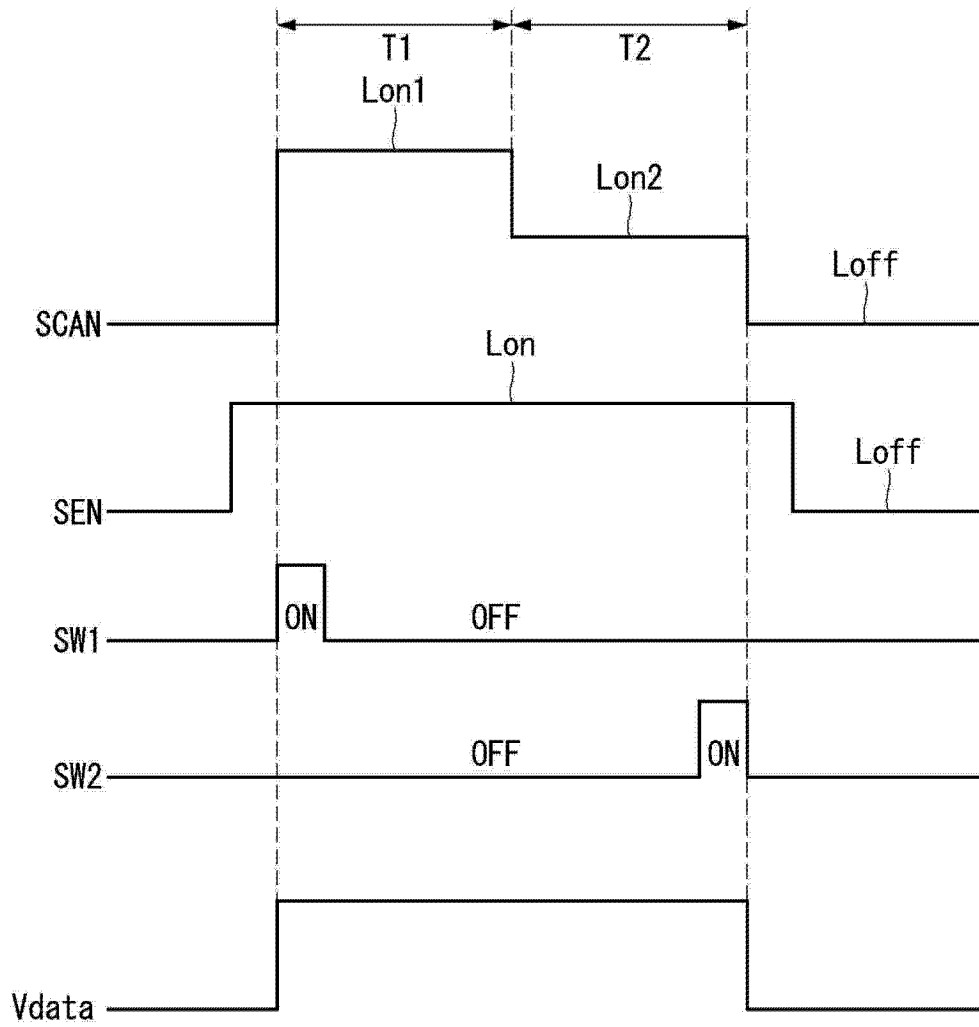 T1 T2
Lon1
Lon2
Loff
SCAN
Lon
Loff
SEN
ON OFF
SW1
OFF ON
SW2
Vdata